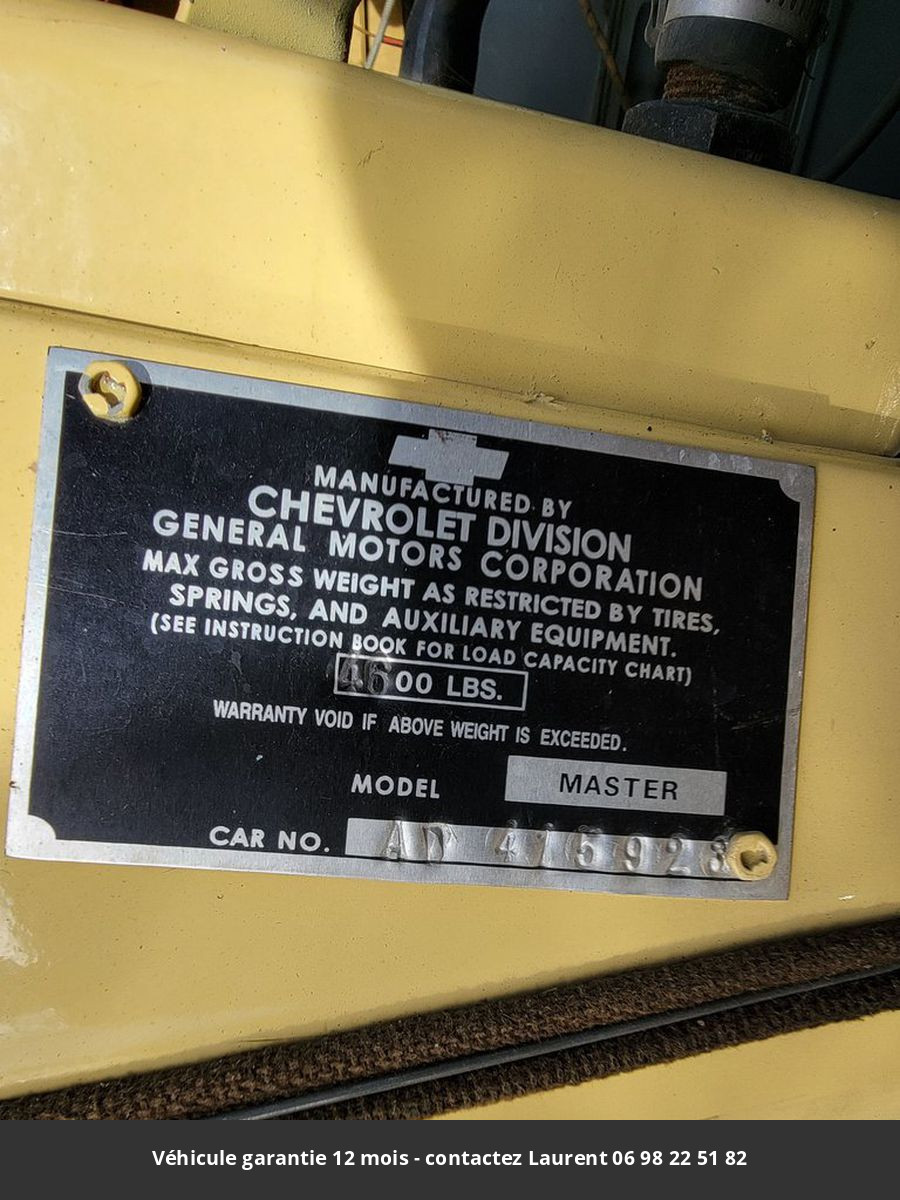 MANUFACTURED BY
CHEVROLET DIVISION
GENERAL MOTORS CORPORATION
MAX GROSS WEIGHT AS RESTRICTED BY TIRES,
SPRINGS, AND AUXILIARY EQUIPMENT.
(SEE INSTRUCTION BOOK FOR LOAD CAPACITY CHART)
4600 LBS.
WARRANTY VOID IF ABOVE WEIGHT IS EXCEEDED.
MODEL MASTER
CAR NO. AD 415923
Véhicule garantie 12 mois - contactez Laurent 06 98 22 51 82